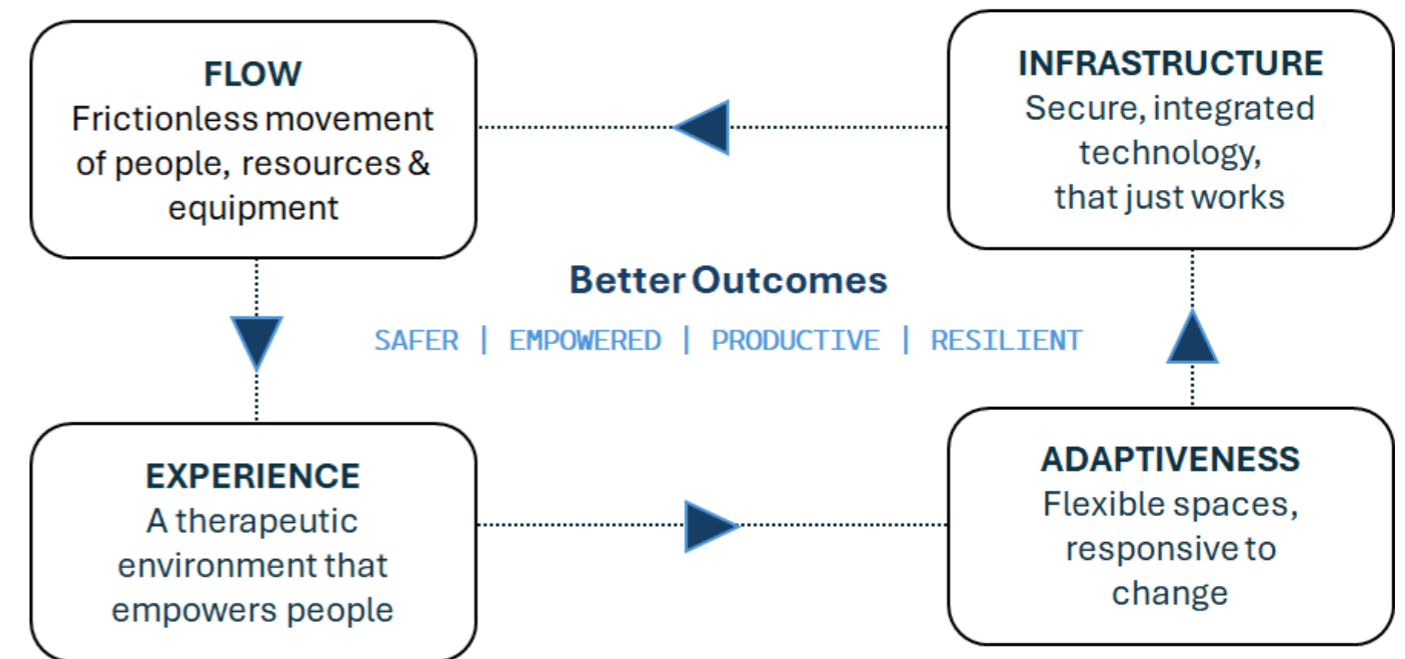 FLOW
Frictionless movement
of people, resources &
equipment
INFRASTRUCTURE
Secure, integrated
technology,
that just works
Better Outcomes
SAFER | EMPOWERED | PRODUCTIVE | RESILIENT
EXPERIENCE
A therapeutic
environment that
empowers people
ADAPTIVENESS
Flexible spaces,
responsive to
change